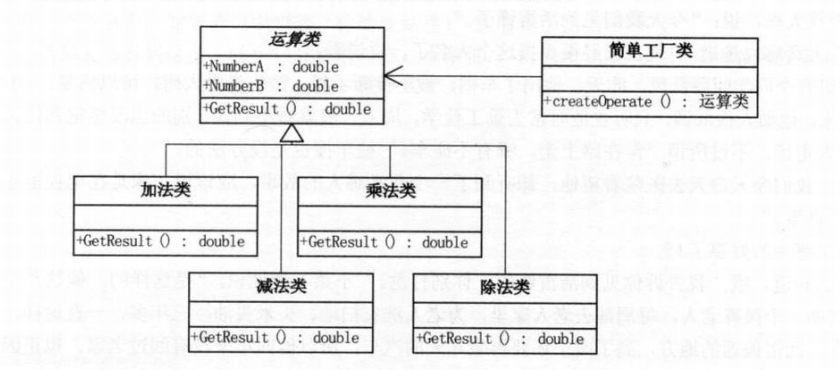 运算类
+NumberA : double
+NumberB : double
+GetResult () : double
简单工厂类
+createOperate () : 运算类
加法类
+GetResult () : double
乘法类
+GetResult () : double
减法类
+GetResult () : double
除法类
+GetResult () : double